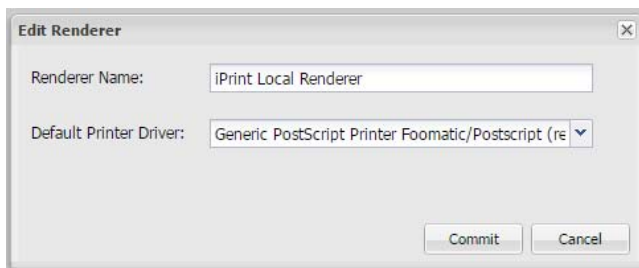 Edit Renderer
Renderer Name: iPrint Local Renderer
Default Printer Driver: Generic PostScript Printer Foomatic/Postscript (re
Commit Cancel